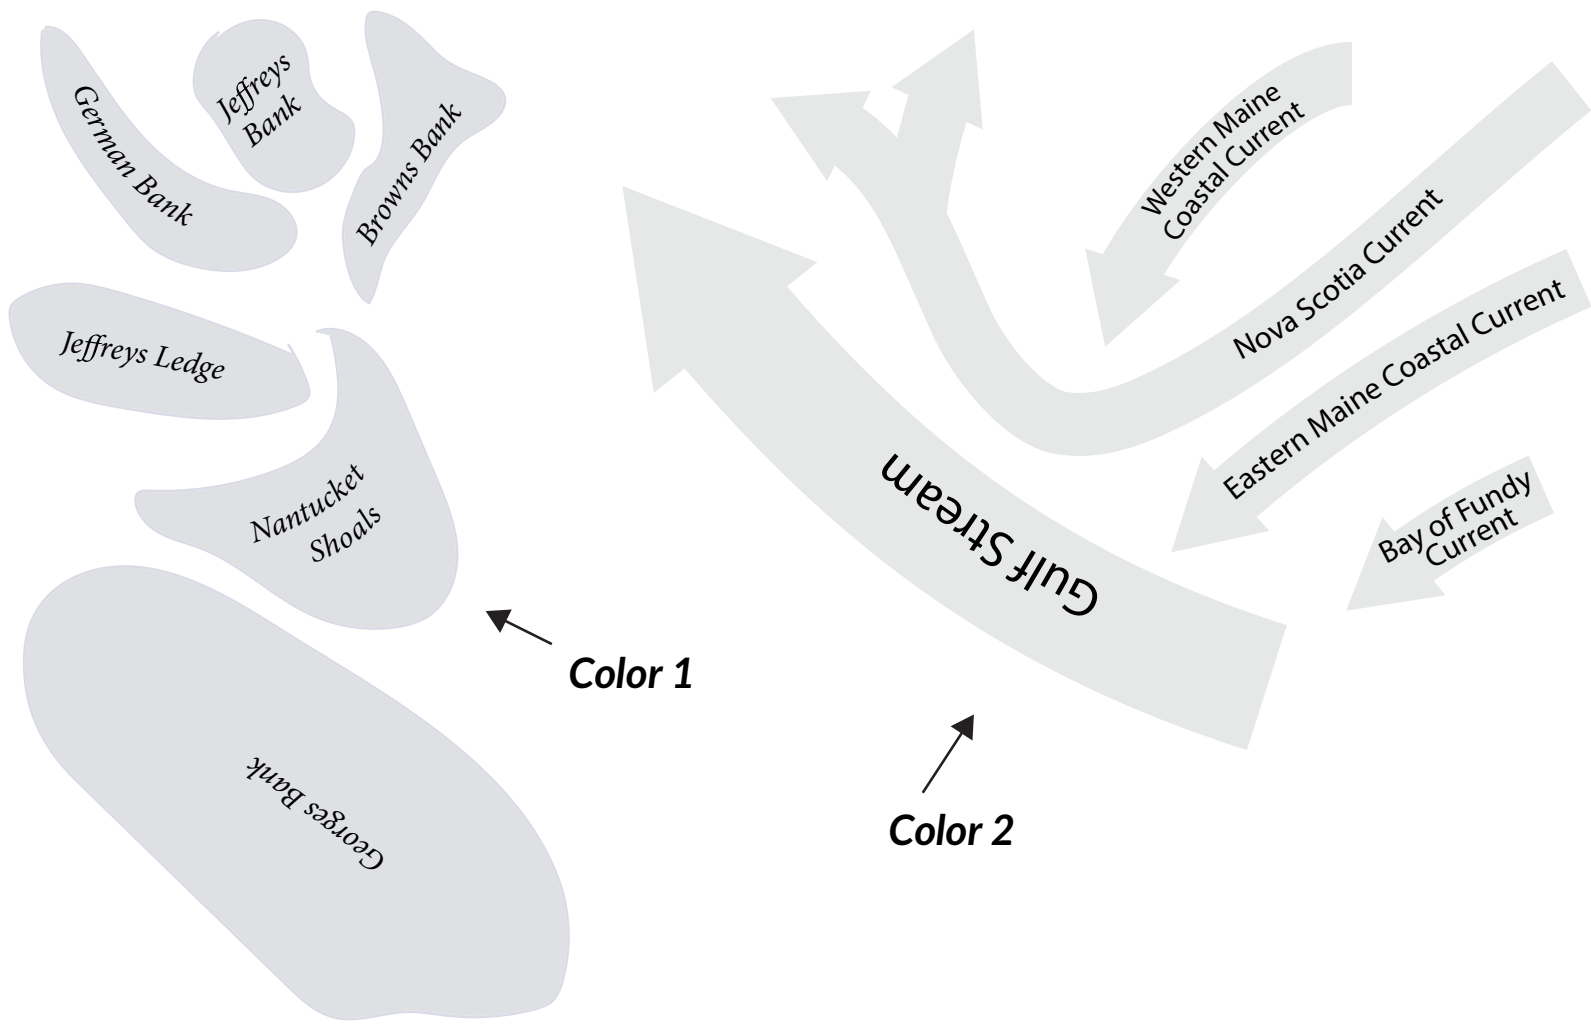 German Bank
Jeffreys
Bank
Browns Bank
Jeffreys Ledge
Nantucket
Shoals
Georges Bank
Color 1
Western Maine
Coastal Current
Nova Scotia Current
Eastern Maine Coastal Current
Bay of Fundy
Current
Gulf Stream
Color 2